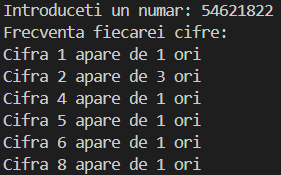 Introduceti un numar: 54621822
Frecventa fiecarei cifre:
Cifra 1 apare de 1 ori
Cifra 2 apare de 3 ori
Cifra 4 apare de 1 ori
Cifra 5 apare de 1 ori
Cifra 6 apare de 1 ori
Cifra 8 apare de 1 ori